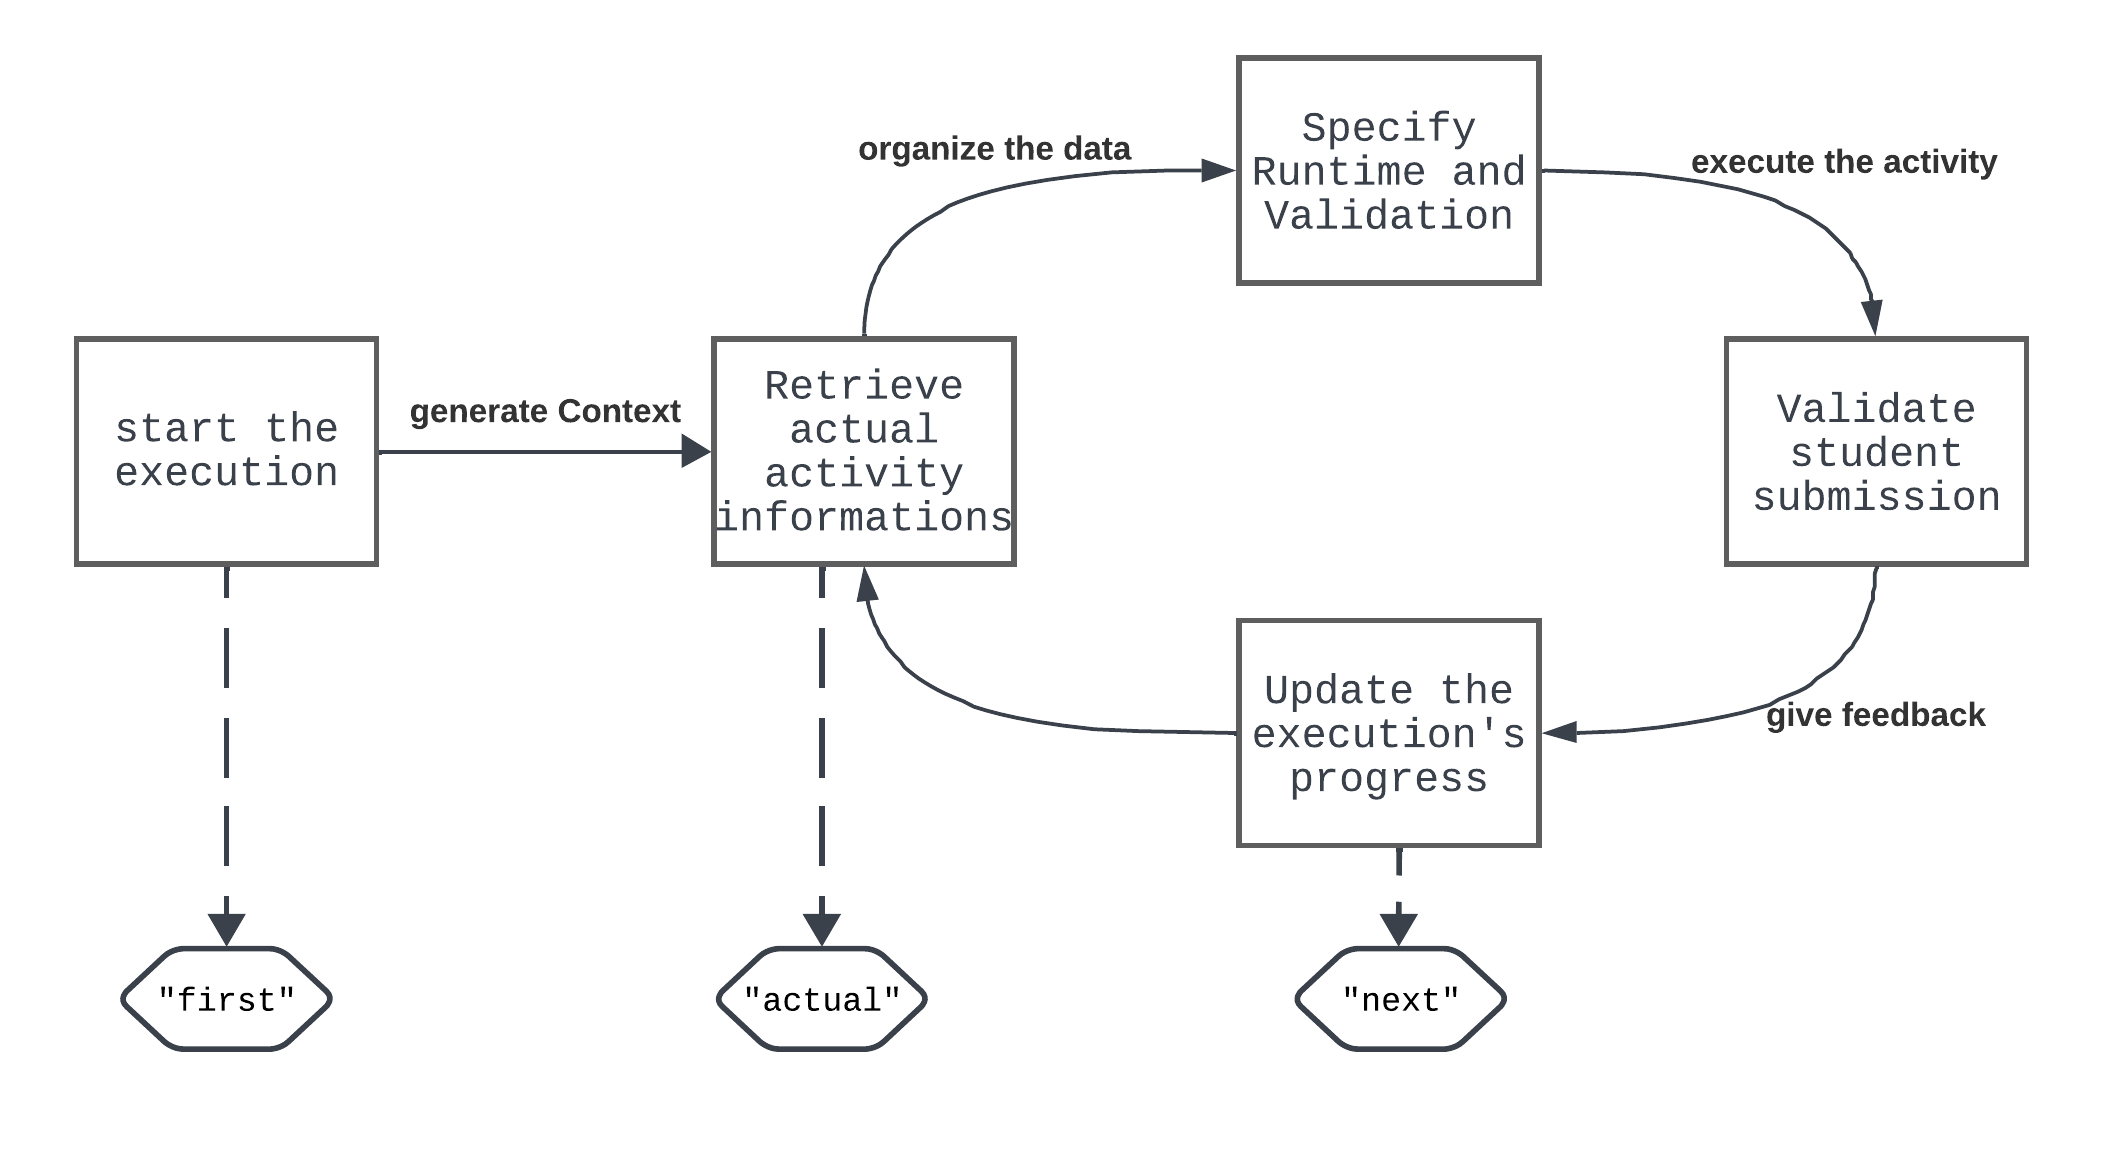 Specify
Runtime and
Validation
organize the data
execute the activity
start the
execution
generate Context
Retrieve
actual
activity
informations
Validate
student
submission
Update the
execution's
progress
give feedback
"first"
"actual"
"next"